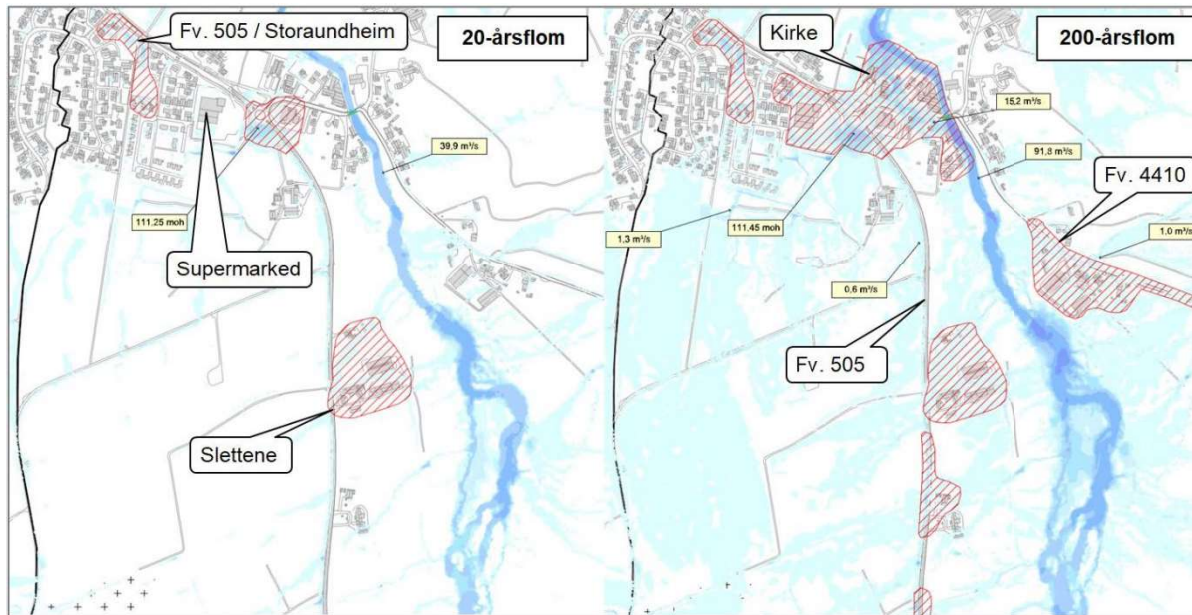 Fv. 505 / Storaundheim
20-årsflom
39,9 m³/s
111,25 moh
Supermarked
Slettene
Kirke
200-årsflom
15,2 m³/s
91,8 m³/s
Fv. 4410
1,3 m³/s
111,45 moh
1,0 m³/s
0,6 m³/s
Fv. 505